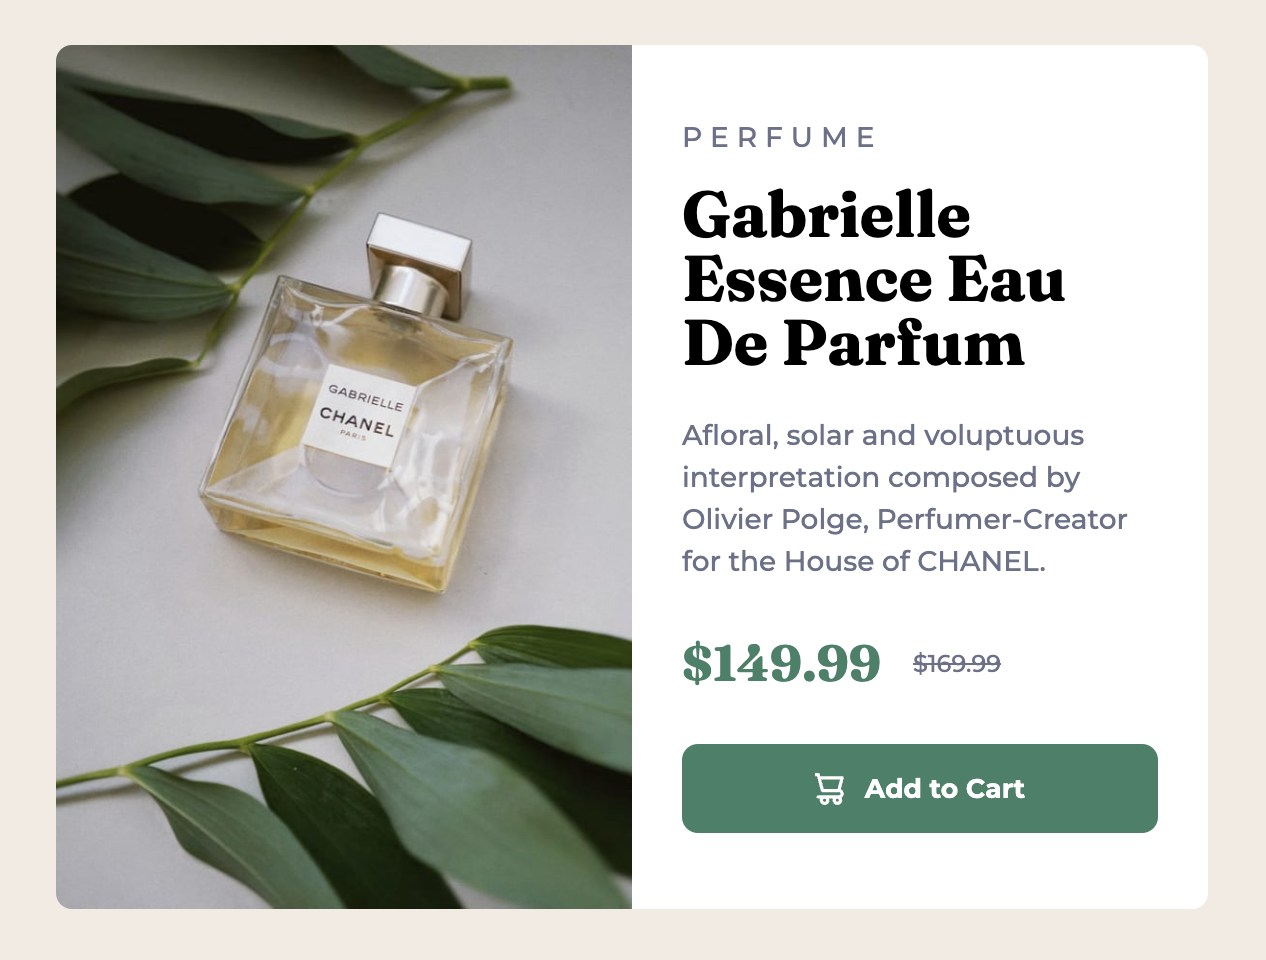 GABRIELLE
CHANEL
PARIS
PERFUME
Gabrielle
Essence Eau
De Parfum
Afloral, solar and voluptuous
interpretation composed by
Olivier Polge, Perfumer-Creator
for the House of CHANEL.
$149.99 $169.99
Add to Cart